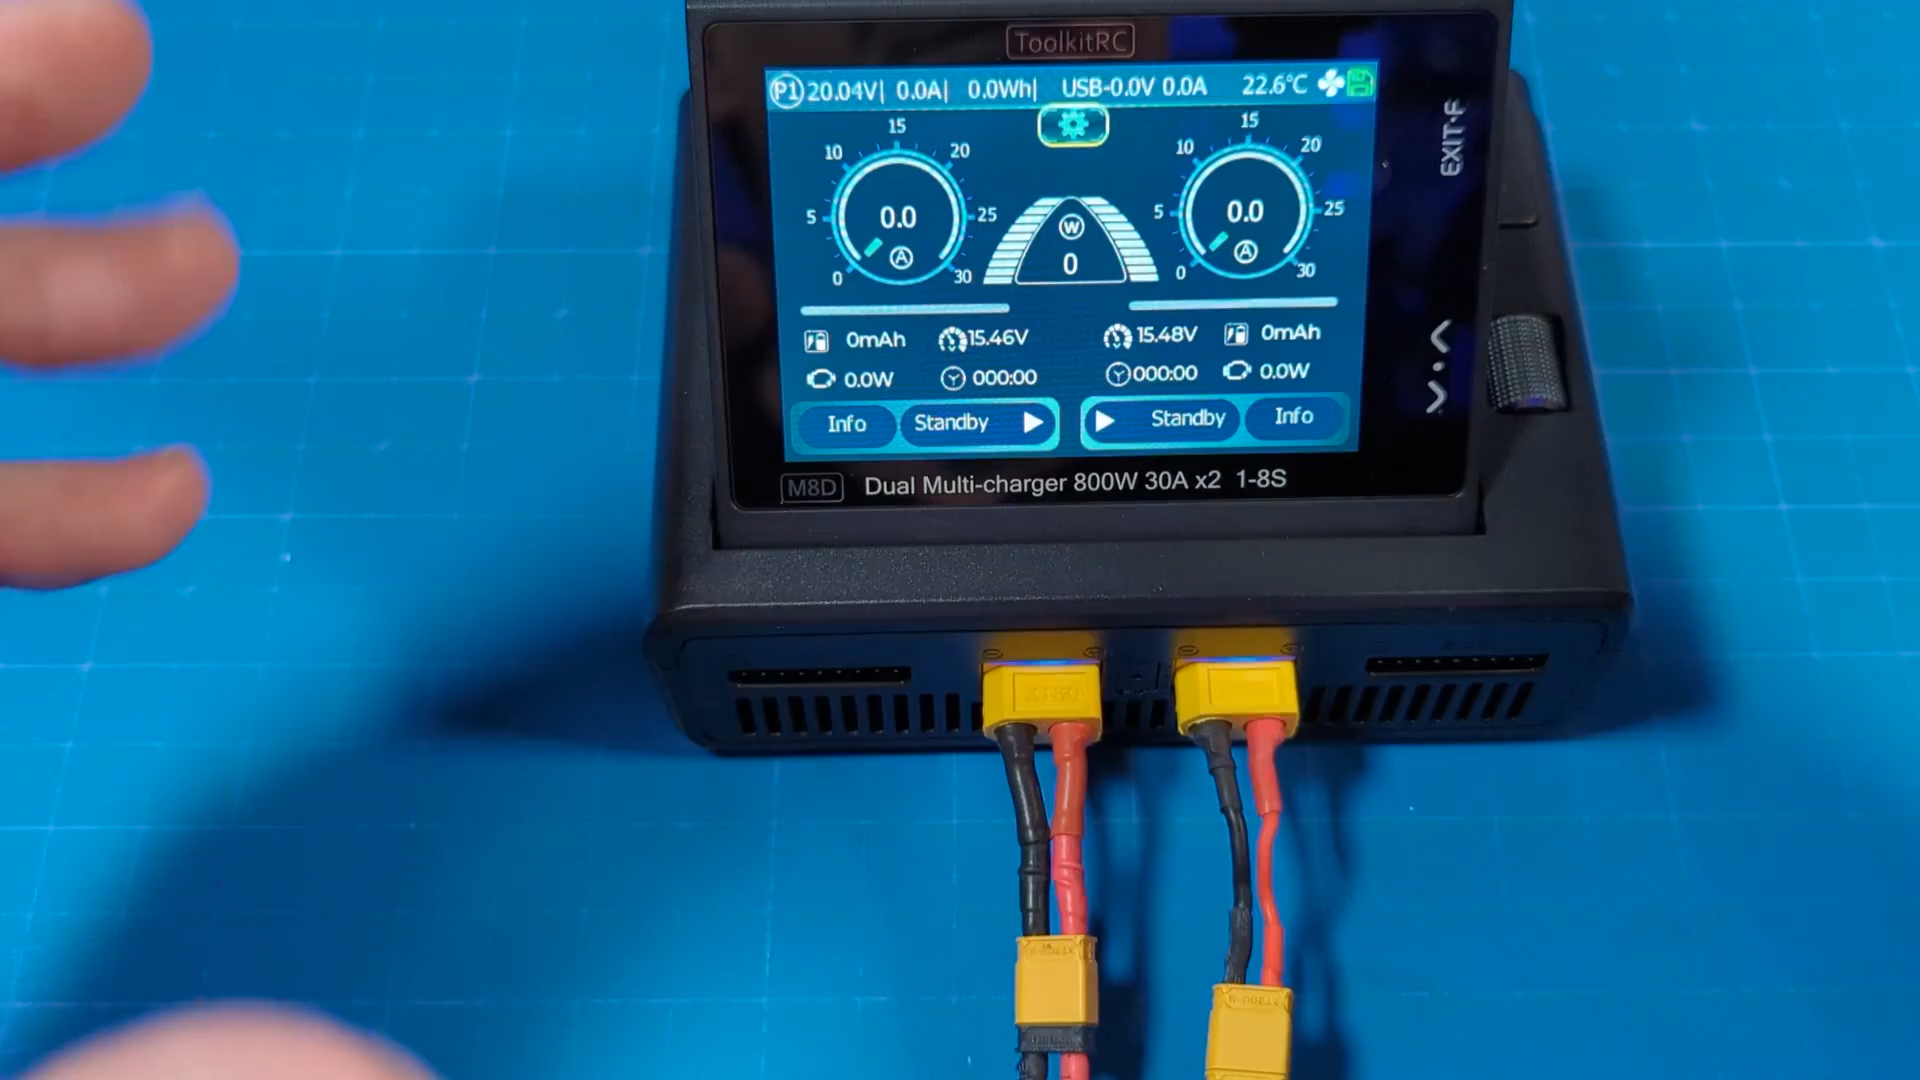 ToolkitRC
P1 20.04V| 0.0A| 0.0Wh| USB-0.0V 0.0A 22.6°C
15 15
10 20 10 20
5 0.0 25 5 0.0 25
W
A A
0 30 0 0 30
0mAh 15.46V 15.48V 0mAh
0.0W 000:00 000:00 0.0W
Info Standby Standby Info
M8D Dual Multi-charger 800W 30A x2 1-8S
EXIT·F
XT60